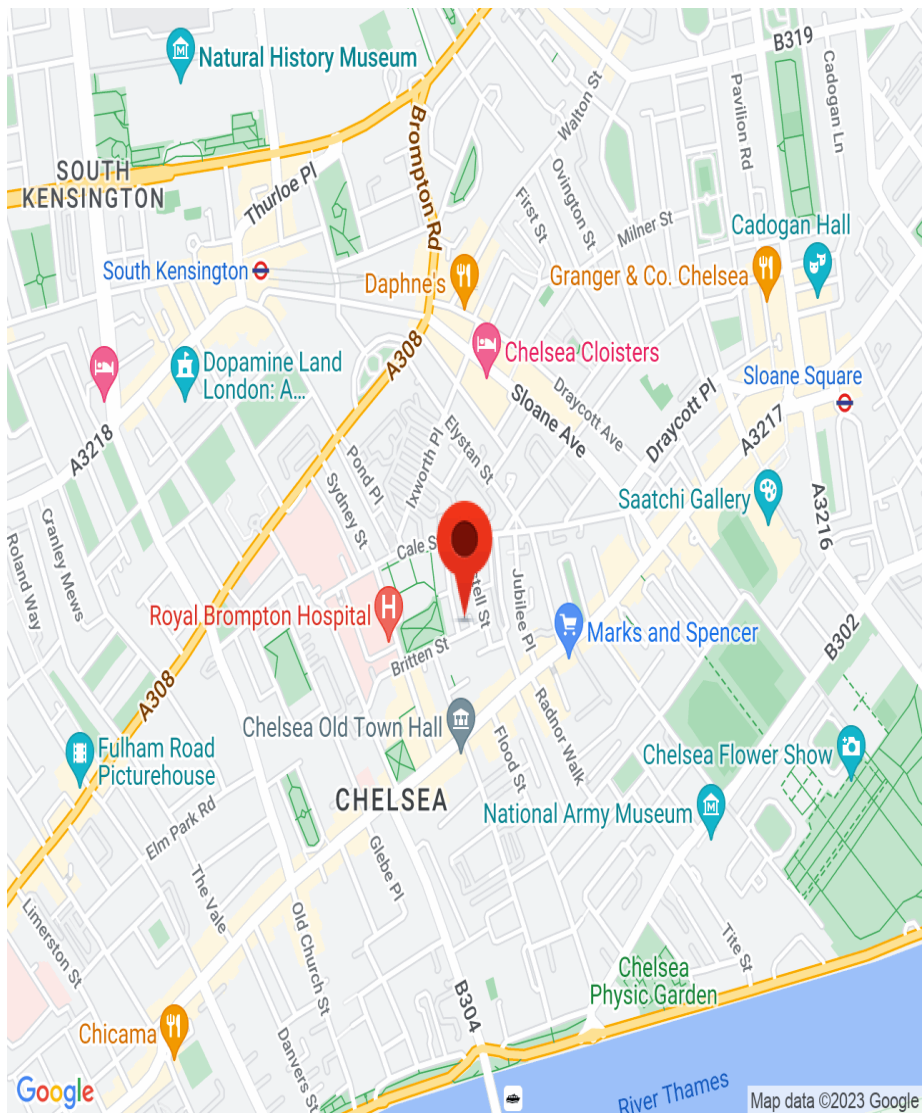 Natural History Museum
B319
Cadogan Ln
Pavilion Rd
Walton St
Brompton Rd
SOUTH
KENSINGTON
Thurloe Pl
Ovington St
First St
Milner St
Cadogan Hall
South Kensington
Daphne's
Granger & Co. Chelsea
A308
Chelsea Cloisters
Dopamine Land
London: A...
Sloane Square
Sloane Ave
Draycott Ave
Draycott Pl
A3217
A3218
Elystan St
Ixworth Pl
Pond Pl
Sydney St
Saatchi Gallery
A3216
Cranley Mews
Roland Way
Cale S
tell St
Jubilee Pl
Royal Brompton Hospital
H
Britten St
Marks and Spencer
B302
A308
Chelsea Old Town Hall
Radnor Walk
Flood St
Fulham Road
Picturehouse
Chelsea Flower Show
CHELSEA
National Army Museum
Elm Park Rd
Glebe Pl
The Vale
Limerston St
Old Church St
Tite St
Chelsea
Physic Garden
B304
Chicama
Danvers St
River Thames
Google
Map data ©2023 Google